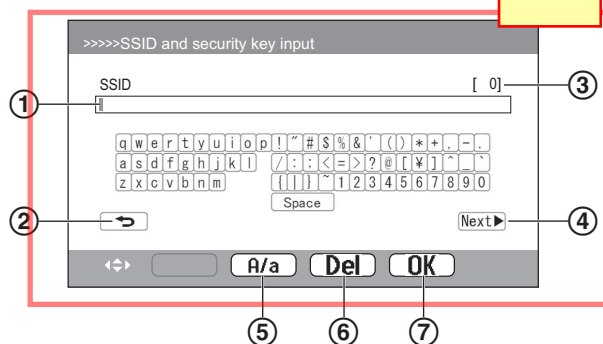 >>>>>SSID and security key input
SSID [ 0] ③
①
q w e r t y u i o p ! ″ # $ % & ' ( ) * + , - .
a s d f g h j k l / : ; < = > ? @ [ ¥ ] ^ _ `
z x c v b n m { | } ~ 1 2 3 4 5 6 7 8 9 0
Space
② Next▶ ④
A/a Del OK
⑤ ⑥ ⑦